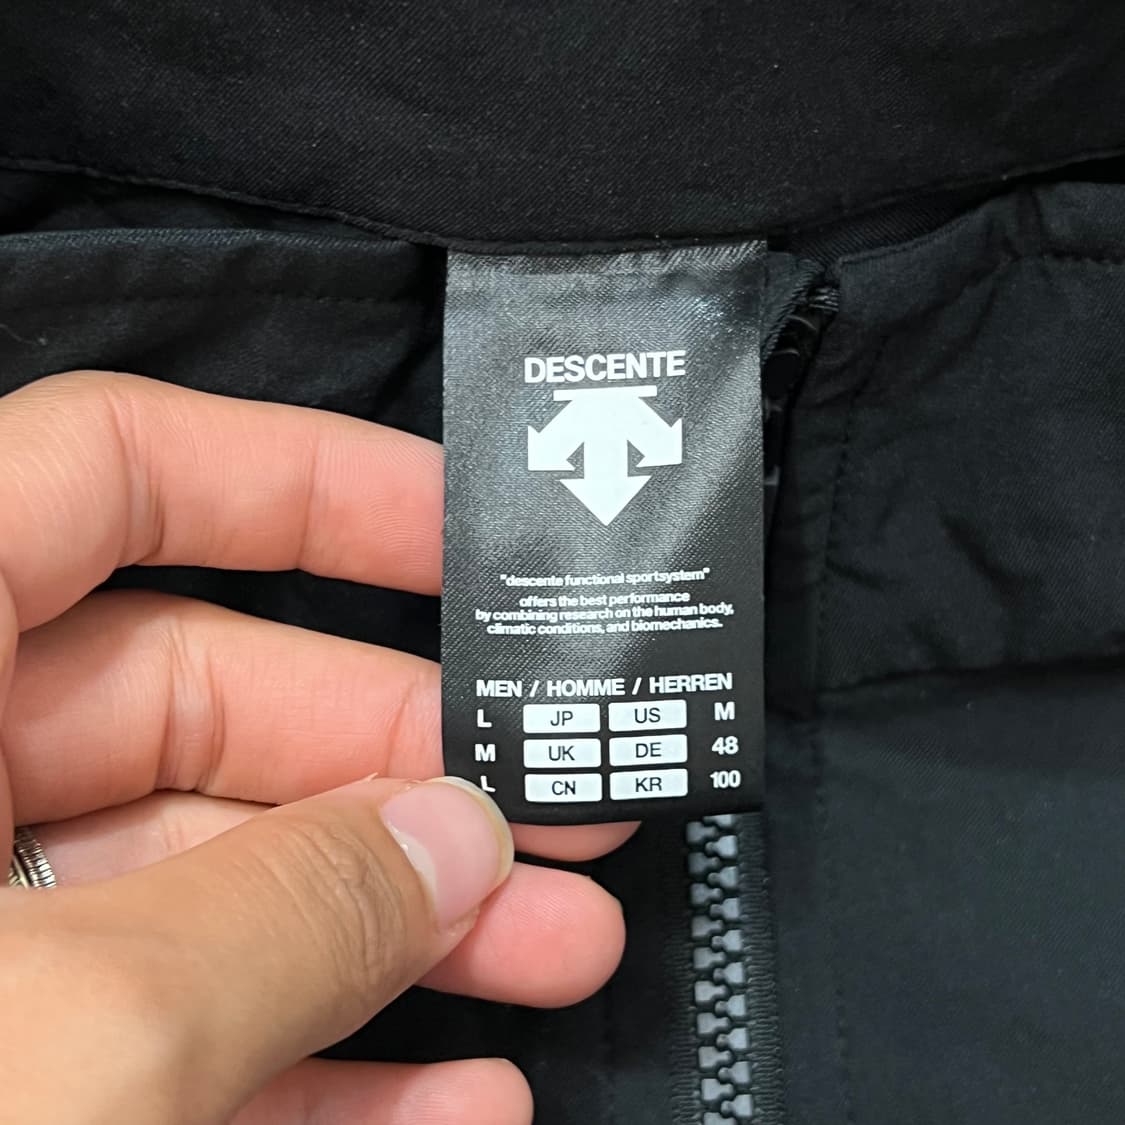 DESCENTE
"descente functional sportsystem"
offers the best performance
by combining research on the human body,
climatic conditions, and biomechanics.
MEN / HOMME / HERREN
L JP US M
M UK DE 48
L CN KR 100